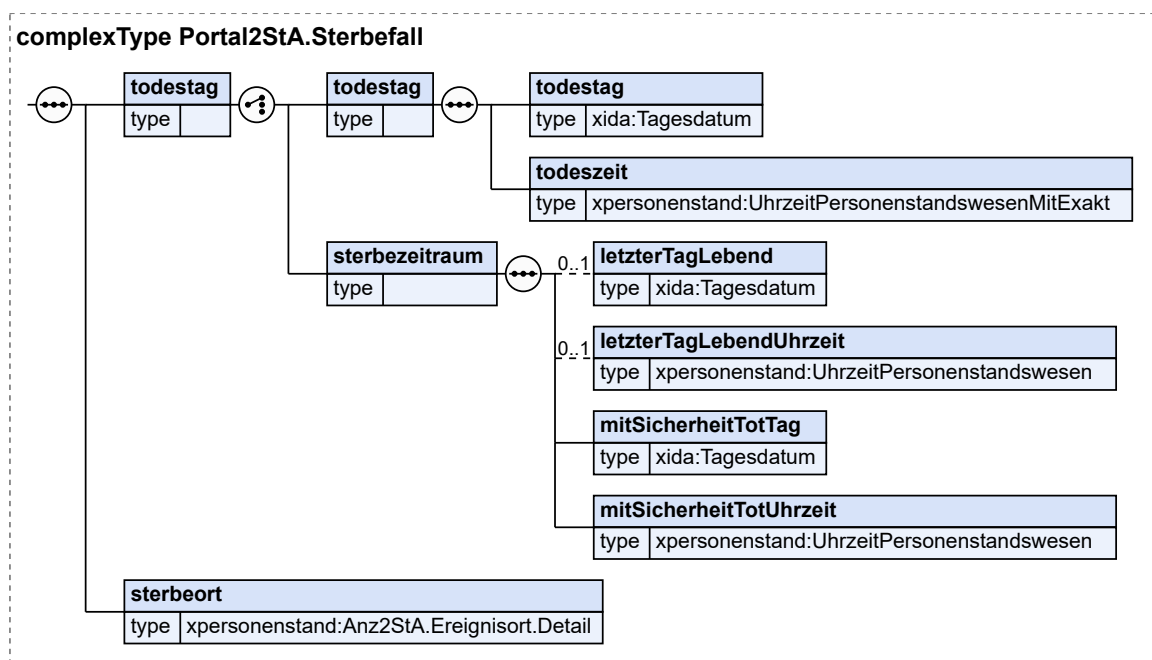 complexType Portal2StA.Sterbefall
todestag
type
todestag
type
todestag
type xida:Tagesdatum
todeszeit
type xpersonenstand:UhrzeitPersonenstandswesenMitExakt
sterbezeitraum
type
0..1 letzterTagLebend
type xida:Tagesdatum
0..1 letzterTagLebendUhrzeit
type xpersonenstand:UhrzeitPersonenstandswesen
mitSicherheitTotTag
type xida:Tagesdatum
mitSicherheitTotUhrzeit
type xpersonenstand:UhrzeitPersonenstandswesen
sterbeort
type xpersonenstand:Anz2StA.Ereignisort.Detail